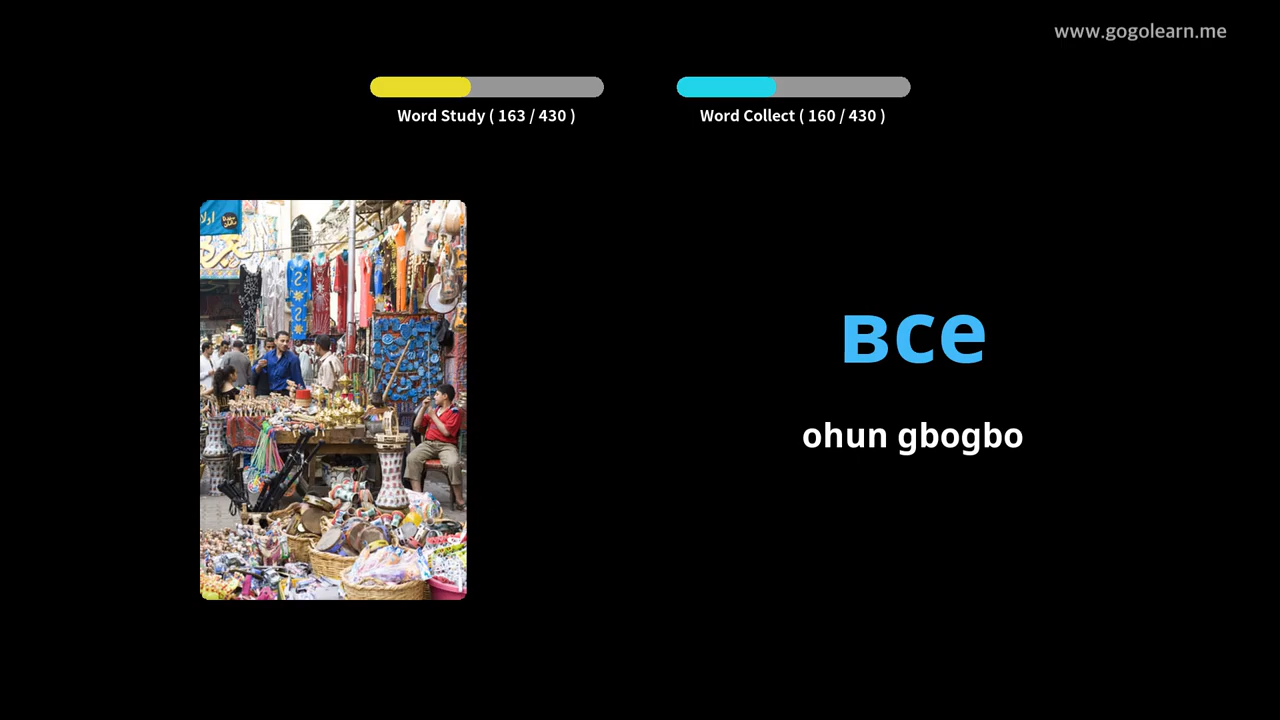 www.gogolearn.me
Word Study ( 163 / 430 )
Word Collect ( 160 / 430 )
все
ohun gbogbo